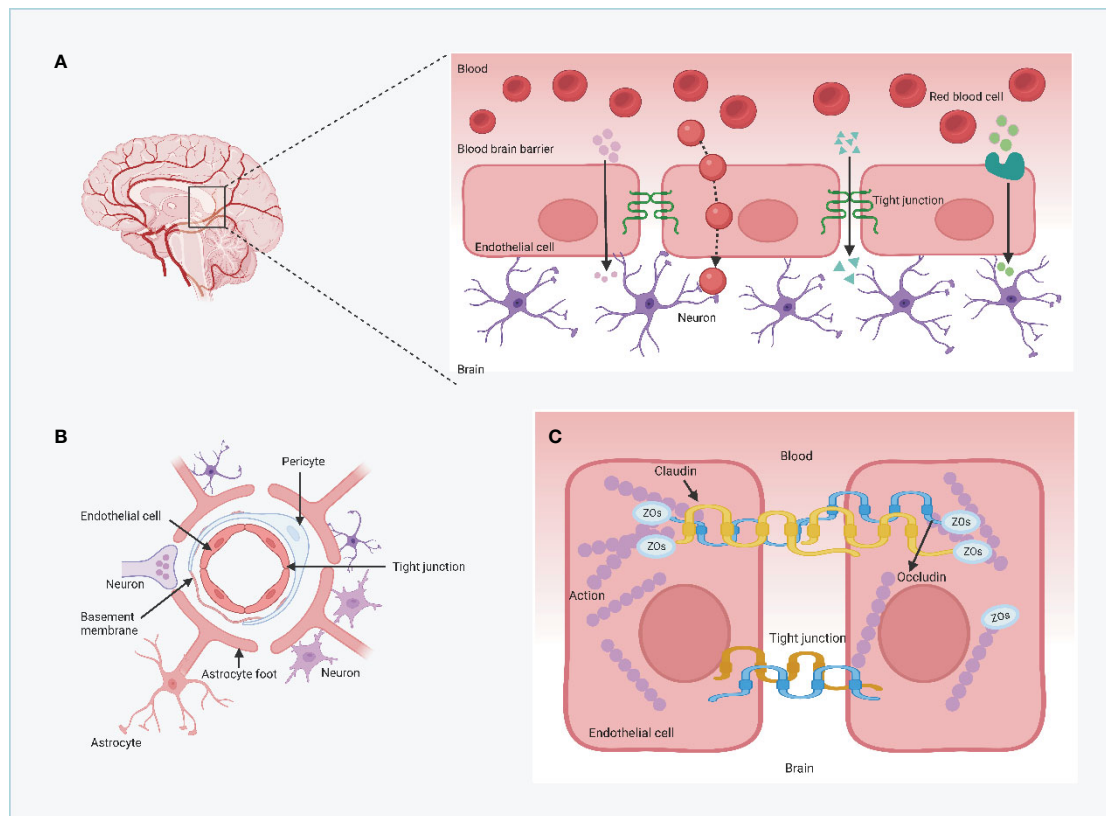 A
Blood
Red blood cell
Blood brain barrier
Tight junction
Endothelial cell
Neuron
Brain
B
Pericyte
Endothelial cell
Tight junction
Neuron
Basement
membrane
Astrocyte foot
Neuron
Astrocyte
C
Blood
Claudin
ZOs
ZOs
ZOs
ZOs
Occludin
Action
ZOs
Tight junction
Endothelial cell
Brain